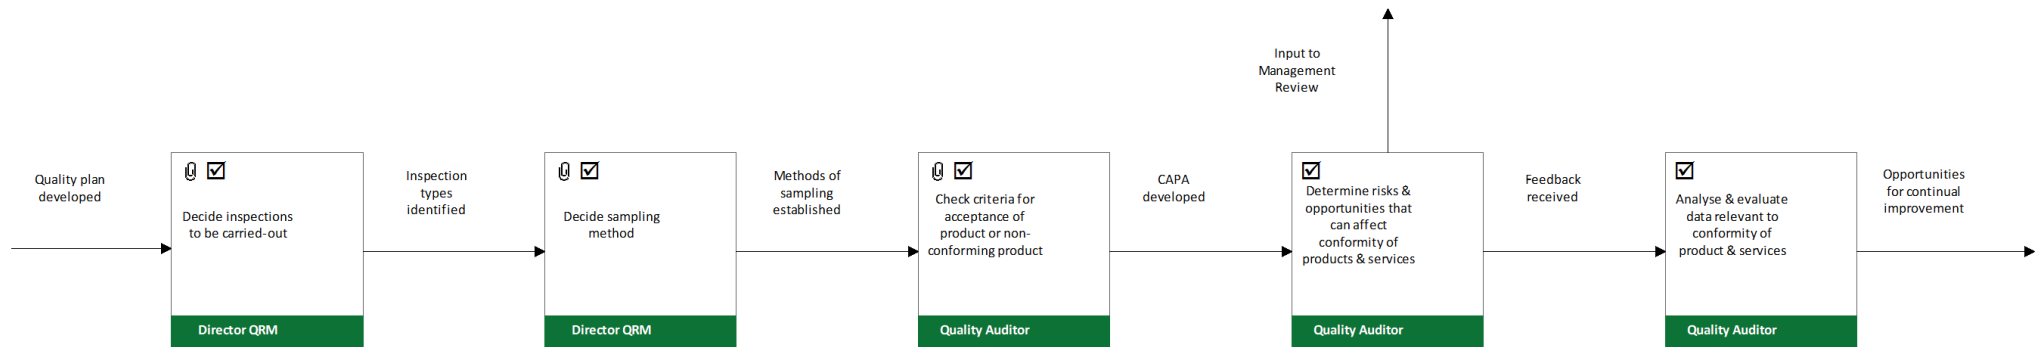 Input to
Management
Review
Quality plan
developed
Decide inspections
to be carried-out
Director QRM
Inspection
types
identified
Decide sampling
method
Director QRM
Methods of
sampling
established
Check criteria for
acceptance of
product or non-
conforming product
Quality Auditor
CAPA
developed
Determine risks &
opportunities that
can affect
conformity of
products & services
Quality Auditor
Feedback
received
Analyse & evaluate
data relevant to
conformity of
product & services
Quality Auditor
Opportunities
for continual
improvement